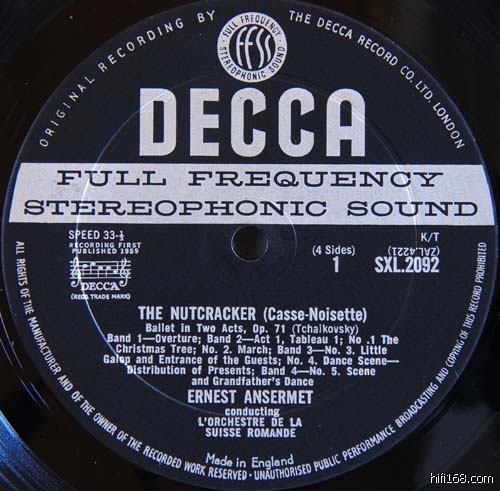 ORIGINAL RECORDING BY
THE DECCA RECORD CO. LTD. LONDON
FULL FREQUENCY
FFSS
STEREOPHONIC SOUND
DECCA
FULL FREQUENCY
STEREOPHONIC SOUND
SPEED 33-⅓
RECORDING FIRST
PUBLISHED 1959
DECCA
(REGD. TRADE MARK)
K/T
(4 Sides) (ZAL.4221)
1 SXL.2092
THE NUTCRACKER (Casse-Noisette)
Ballet in Two Acts, Op. 71 (Tchaikovsky)
Band 1—Overture; Band 2—Act 1, Tableau 1; No .1 The
Christmas Tree; No. 2. March; Band 3—No. 3. Little
Galop and Entrance of the Guests; No. 4. Dance Scene—
Distribution of Presents; Band 4—No. 5. Scene
and Grandfather's Dance
ERNEST ANSERMET
conducting
L'ORCHESTRE DE LA
SUISSE ROMANDE
Made in England
ALL RIGHTS OF THE MANUFACTURER AND OF THE OWNER OF THE RECORDED WORK RESERVED · UNAUTHORISED PUBLIC PERFORMANCE BROADCASTING AND COPYING OF THIS RECORD PROHIBITED
hifi168.com